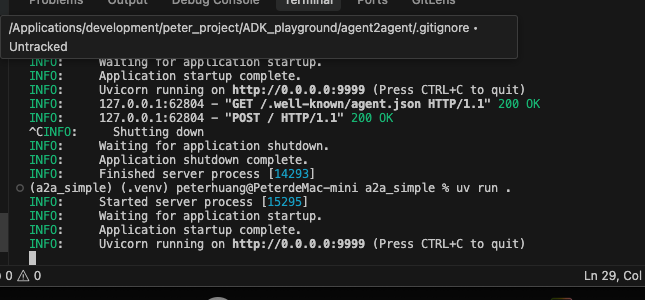 Problems Output Debug Console Terminal Ports GitLens
/Applications/development/peter_project/ADK_playground/agent2agent/.gitignore •
Untracked
INFO: Waiting for application startup.
INFO: Application startup complete.
INFO: Uvicorn running on http://0.0.0.0:9999 (Press CTRL+C to quit)
INFO: 127.0.0.1:62804 - "GET /.well-known/agent.json HTTP/1.1" 200 OK
INFO: 127.0.0.1:62804 - "POST / HTTP/1.1" 200 OK
^CINFO: Shutting down
INFO: Waiting for application shutdown.
INFO: Application shutdown complete.
INFO: Finished server process [14293]
(a2a_simple) (.venv) peterhuang@PeterdeMac-mini a2a_simple % uv run .
INFO: Started server process [15295]
INFO: Waiting for application startup.
INFO: Application startup complete.
INFO: Uvicorn running on http://0.0.0.0:9999 (Press CTRL+C to quit)
0 0 Ln 29, Col